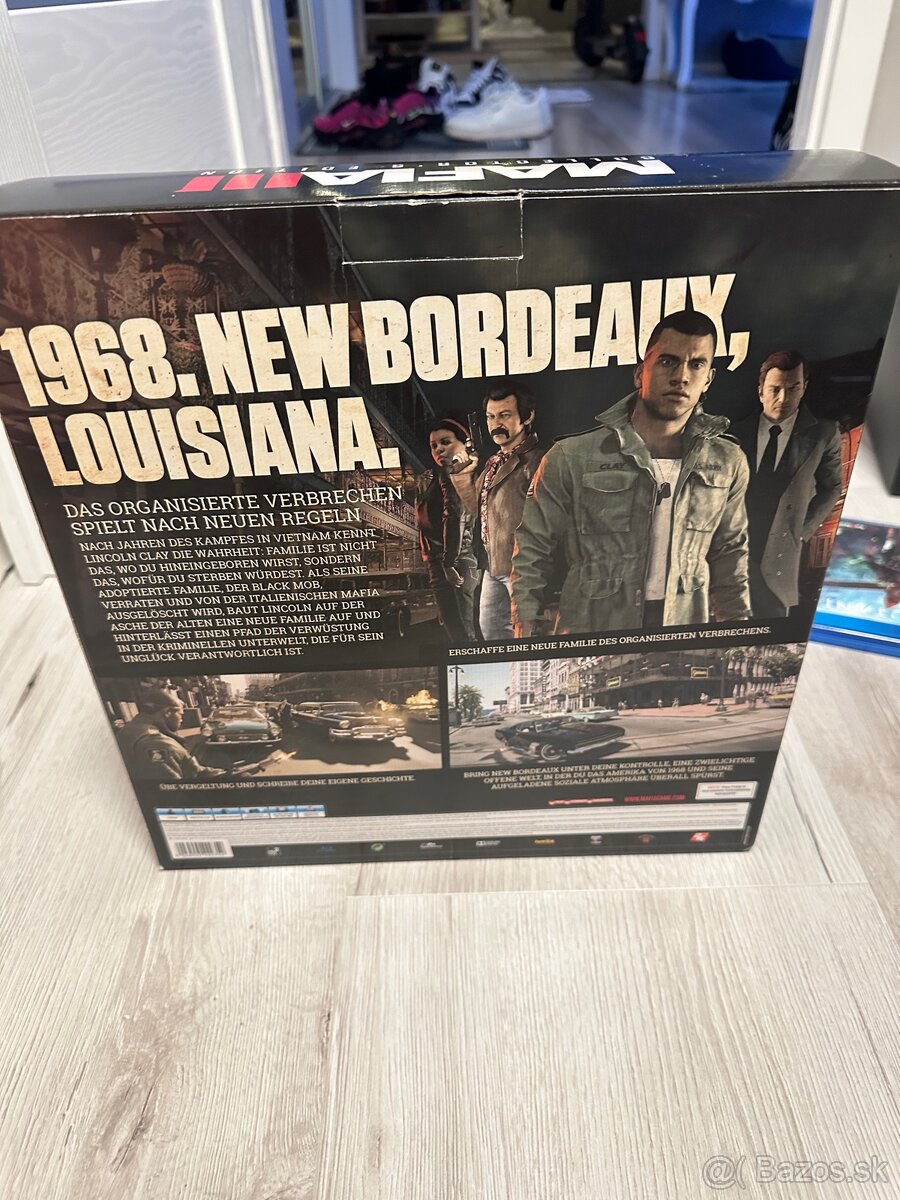 MAFIA III
COLLECTOR'S EDITION
1968. NEW BORDEAUX,
LOUISIANA.
DAS ORGANISIERTE VERBRECHEN
SPIELT NACH NEUEN REGELN
NACH JAHREN DES KAMPFES IN VIETNAM KENNT
LINCOLN CLAY DIE WAHRHEIT: FAMILIE IST NICHT
DAS, WO DU HINEINGEBOREN WIRST, SONDERN
DAS, WOFÜR DU STERBEN WÜRDEST. ALS SEINE
ADOPTIERTE FAMILIE, DER BLACK MOB,
VERRATEN UND VON DER ITALIENISCHEN MAFIA
AUSGELÖSCHT WIRD, BAUT LINCOLN AUF DER
ASCHE DER ALTEN EINE NEUE FAMILIE AUF UND
HINTERLÄSST EINEN PFAD DER VERWÜSTUNG
IN DER KRIMINELLEN UNTERWELT, DIE FÜR SEIN
UNGLÜCK VERANTWORTLICH IST.
CLAY
ERSCHAFFE EINE NEUE FAMILIE DES ORGANISIERTEN VERBRECHENS.
ÜBE VERGELTUNG UND SCHREIBE DEINE EIGENE GESCHICHTE.
BRING NEW BORDEAUX UNTER DEINE KONTROLLE, EINE ZWIELICHTIGE
OFFENE WELT, IN DER DU DAS AMERIKA VON 1968 UND SEINE
AUFGELADENE SOZIALE ATMOSPHÄRE ÜBERALL SPÜRST.
WWW.MAFIAGAME.COM
2K
@( Bazos.sk